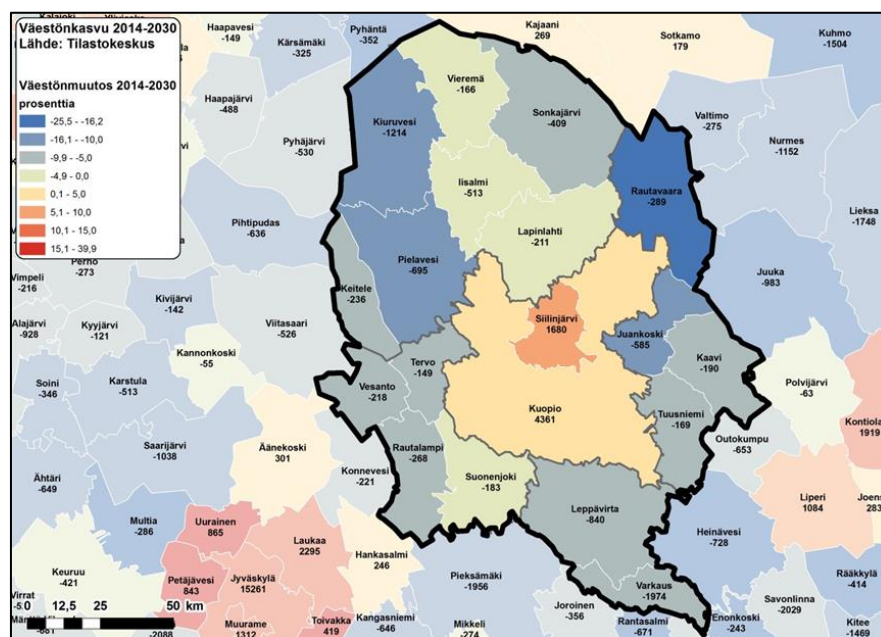 Väestönkasvu 2014-2030
Lähde: Tilastokeskus
Väestönmuutos 2014-2030
prosenttia
-25,5 - -16,2
-16,1 - -10,0
-9,9 - -5,0
-4,9 - 0,0
0,1 - 5,0
5,1 - 10,0
10,1 - 15,0
15,1 - 39,9
Kalajoki
Haapavesi
-149
Pyhäntä
-352
Kärsämäki
-325
Kajaani
269
Sotkamo
179
Kuhmo
-1504
Vieremä
-166
Haapajärvi
-488
Kiuruvesi
-1214
Sonkajärvi
-409
Valtimo
-275
Pyhäjärvi
-530
Nurmes
-1152
Iisalmi
-513
Rautavaara
-289
Pihtipudas
-636
Lapinlahti
-211
Lieksa
-1748
Pielavesi
-695
Perho
-273
Vimpeli
-216
Keitele
-236
Juuka
-983
Kivijärvi
-142
Siilinjärvi
1680
Alajärvi
-928
Kyyjärvi
-121
Viitasaari
-526
Juankoski
-585
Kannonkoski
-55
Tervo
-149
Kaavi
-190
Soini
-346
Karstula
-513
Vesanto
-218
Polvijärvi
-63
Kuopio
4361
Tuusniemi
-169
Kontiola
1919
Saarijärvi
-1038
Äänekoski
301
Rautalampi
-268
Outokumpu
-653
Konnevesi
-221
Suonenjoki
-183
Ähtäri
-649
Liperi
1084
Joens
283
Leppävirta
-840
Multia
-286
Uurainen
865
Laukaa
2295
Heinävesi
-728
Hankasalmi
246
Keuruu
-421
Petäjävesi
843
Jyväskylä
15261
Pieksämäki
-1956
Rääkkylä
-414
Varkaus
-1974
Virrat
Savonlinna
-2029
Joroinen
-356
0 12,5 25 50 km
Muurame
1312
Toivakka
419
Kangasniemi
-646
Mikkeli
-274
Rantasalmi
-671
Enonkoski
-243
Kitee
-1469
-2088